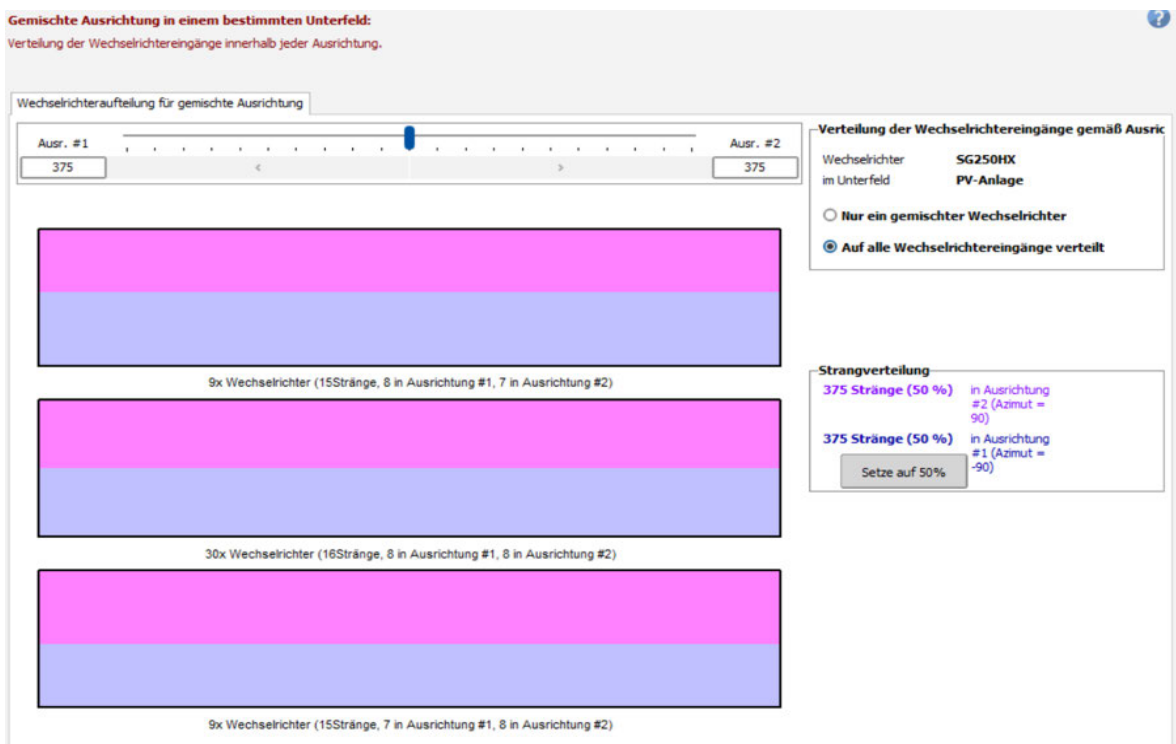 Gemischte Ausrichtung in einem bestimmten Unterfeld:
?
Verteilung der Wechselrichtereingänge innerhalb jeder Ausrichtung.
Wechselrichteraufteilung für gemischte Ausrichtung
Ausr. #1
Ausr. #2
375
<
>
375
9x Wechselrichter (15Stränge, 8 in Ausrichtung #1, 7 in Ausrichtung #2)
30x Wechselrichter (16Stränge, 8 in Ausrichtung #1, 8 in Ausrichtung #2)
9x Wechselrichter (15Stränge, 7 in Ausrichtung #1, 8 in Ausrichtung #2)
Verteilung der Wechselrichtereingänge gemäß Ausric
Wechselrichter SG250HX
im Unterfeld PV-Anlage
Nur ein gemischter Wechselrichter
Auf alle Wechselrichtereingänge verteilt
Strangverteilung
375 Stränge (50 %) in Ausrichtung
#2 (Azimut =
90)
375 Stränge (50 %) in Ausrichtung
#1 (Azimut =
-90)
Setze auf 50%